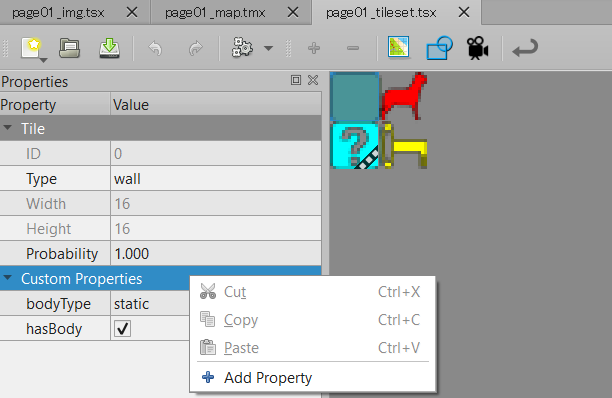 page01_img.tsx page01_map.tmx page01_tileset.tsx
Properties
Property Value
Tile
ID 0
Type wall
Width 16
Height 16
Probability 1.000
Custom Properties
bodyType static
hasBody
Cut Ctrl+X
Copy Ctrl+C
Paste Ctrl+V
Add Property
?